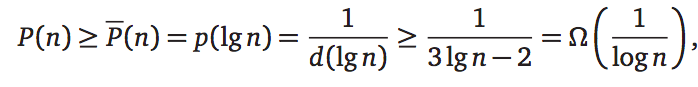 P(n) ≥ P̅(n) = p(lg n) = 1/d(lg n) ≥ 1/(3 lg n − 2) = Ω(1/log n),